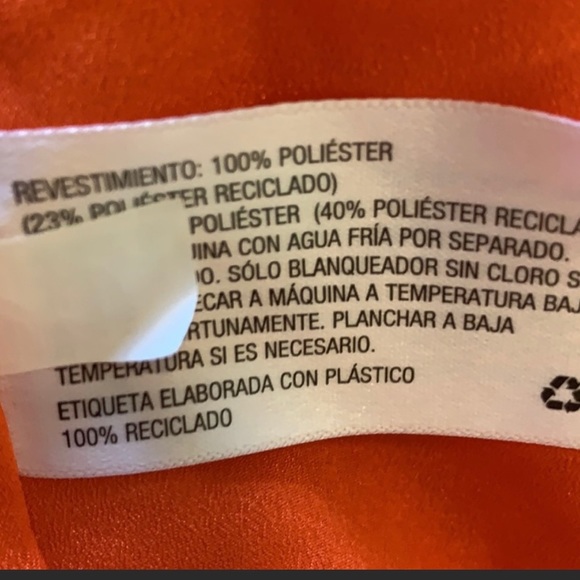 REVESTIMIENTO: 100% POLIÉSTER
(23% POLIÉSTER RECICLADO)
POLIÉSTER (40% POLIÉSTER
CON AGUA FRÍA POR SEPARADO.
SÓLO BLANQUEADOR SIN CLORO
A MÁQUINA A TEMPERATURA
PLANCHAR A BAJA
TEMPERATURA SI ES NECESARIO.
ETIQUETA ELABORADA CON PLÁSTICO
100% RECICLADO